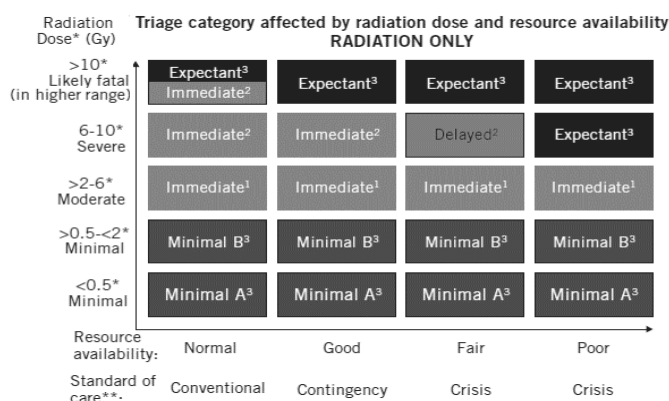 Radiation Dose* (Gy)
Triage category affected by radiation dose and resource availability
RADIATION ONLY
>10*
Likely fatal
(in higher range)
Expectant³
Immediate²
Expectant³
Expectant³
Expectant³
6-10*
Severe
Immediate²
Immediate²
Delayed²
Expectant³
>2-6*
Moderate
Immediate¹
Immediate¹
Immediate¹
Immediate¹
>0.5-<2*
Minimal
Minimal B³
Minimal B³
Minimal B³
Minimal B³
<0.5*
Minimal
Minimal A³
Minimal A³
Minimal A³
Minimal A³
Resource
availability:
Normal
Good
Fair
Poor
Standard of
care**:
Conventional
Contingency
Crisis
Crisis